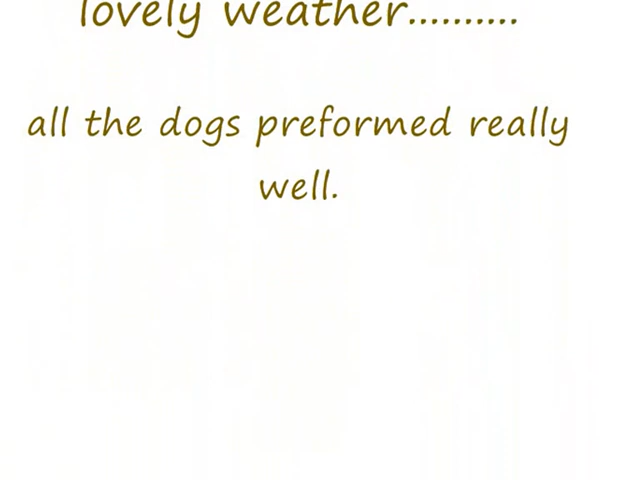 lovely weather..........
all the dogs preformed really
well.